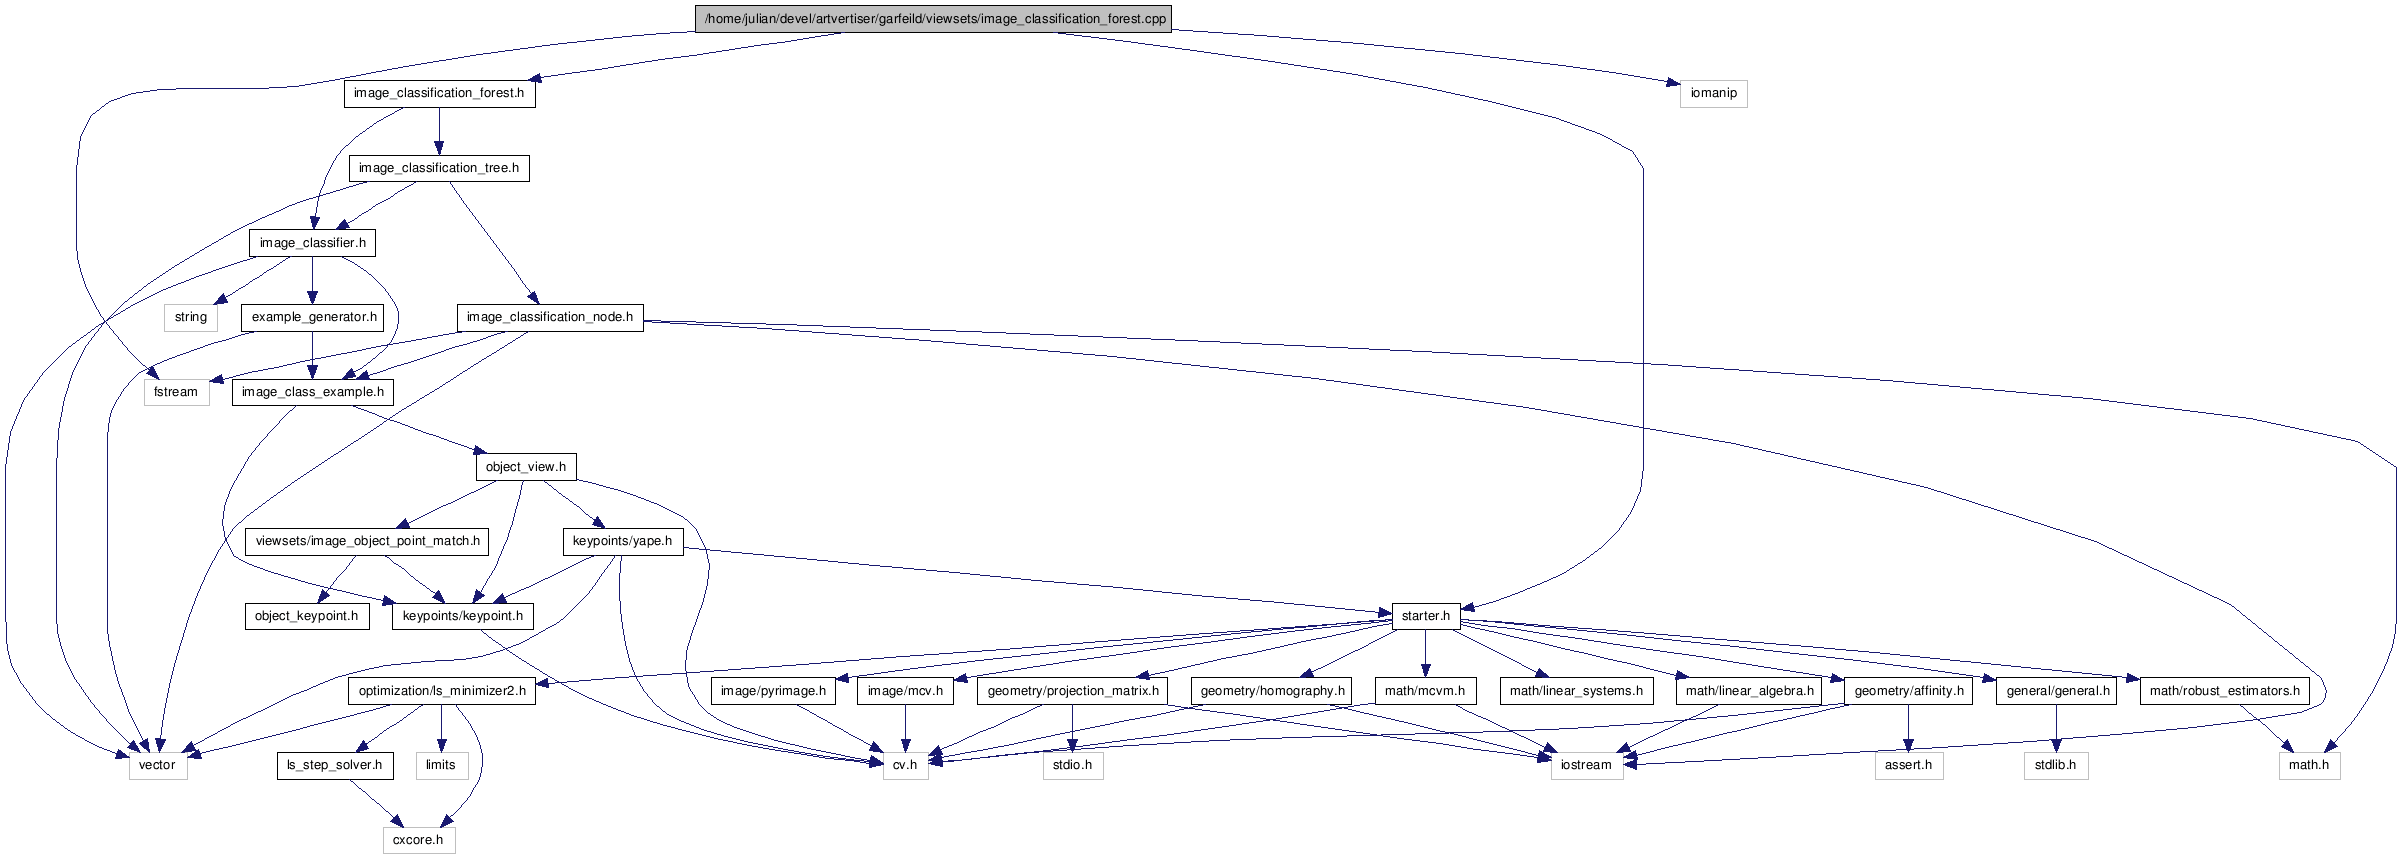 /home/julian/devel/artvertiser/garfeild/viewsets/image_classification_forest.cpp
image_classification_forest.h
iomanip
image_classification_tree.h
image_classifier.h
string
example_generator.h
image_classification_node.h
fstream
image_class_example.h
object_view.h
viewsets/image_object_point_match.h
keypoints/yape.h
object_keypoint.h
keypoints/keypoint.h
starter.h
optimization/ls_minimizer2.h
image/pyrimage.h
image/mcv.h
geometry/projection_matrix.h
geometry/homography.h
math/mcvm.h
math/linear_systems.h
math/linear_algebra.h
geometry/affinity.h
general/general.h
math/robust_estimators.h
vector
ls_step_solver.h
limits
cv.h
stdio.h
iostream
assert.h
stdlib.h
math.h
cxcore.h